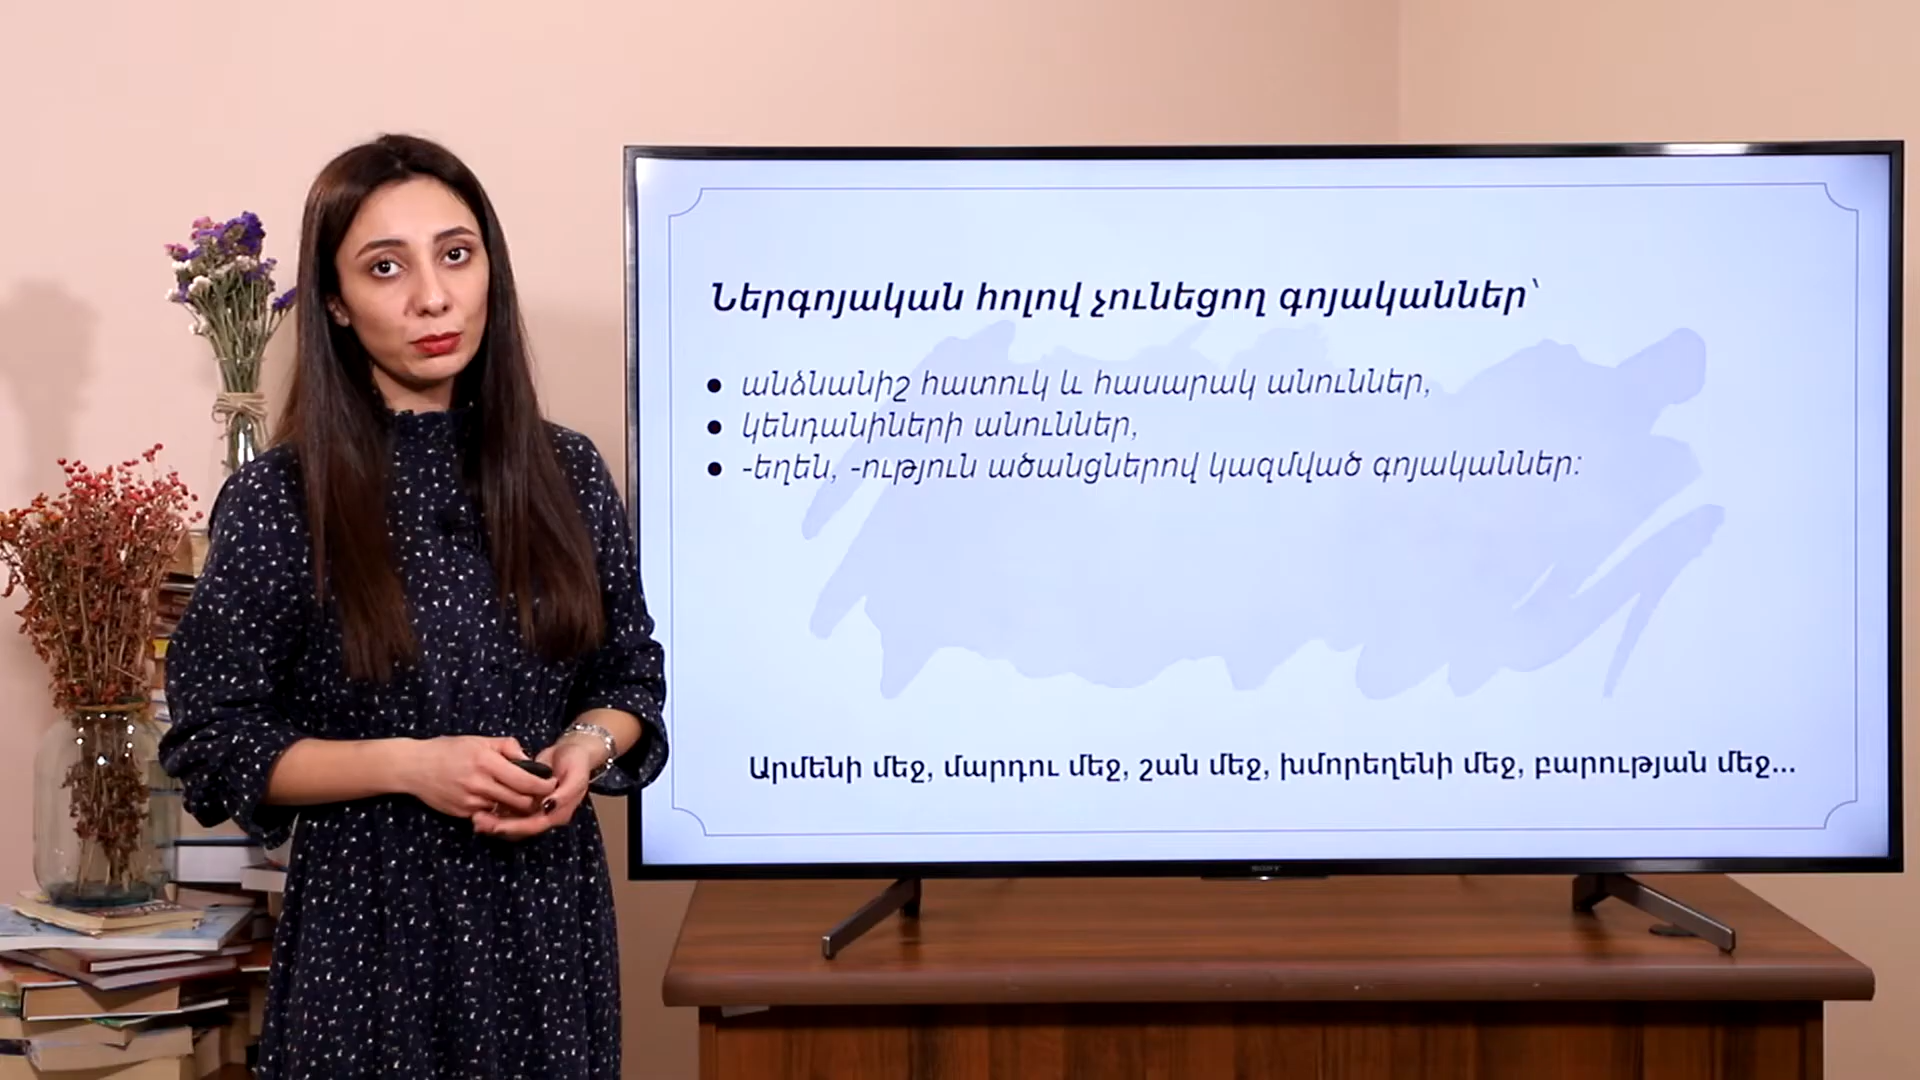 Ներգոյական հոլով չունեցող գոյականներ՝
● անձնանիշ հատուկ և հասարակ անուններ,
● կենդանիների անուններ,
● -եղեն, -ություն ածանցներով կազմված գոյականներ:
Արմենի մեջ, մարդու մեջ, շան մեջ, խմորեղենի մեջ, բարության մեջ...
SONY